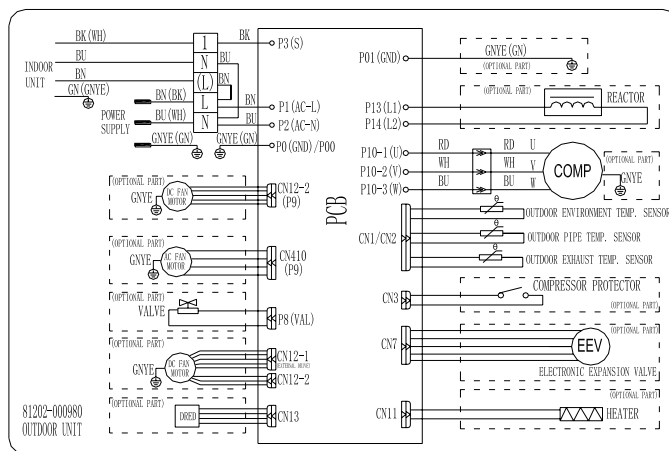 BK(WH)
BU
INDOOR
UNIT
BN
GN(GNYE)
1
N
(L)
L
N
BK
P3(S)
BU
BN
BN(BK)
BN
P1(AC-L)
POWER
SUPPLY
BU(WH)
BU
P2(AC-N)
GNYE(GN)
GNYE(GN)
P0(GND)/P00
(OPTIONAL PART)
GNYE
DC FAN
MOTOR
CN12-2
(P9)
(OPTIONAL PART)
GNYE
AC FAN
MOTOR
CN410
(P9)
(OPTIONAL PART)
VALVE
P8(VAL)
(OPTIONAL PART)
GNYE
DC FAN
MOTOR
CN12-1
(EXTERNAL DRIVE)
CN12-2
(OPTIONAL PART)
DRED
CN13
81202-000980
OUTDOOR UNIT
PCB
P01(GND)
GNYE(GN)
(OPTIONAL PART)
P13(L1)
P14(L2)
(OPTIONAL PART)
REACTOR
P10-1(U)
RD
RD
U
P10-2(V)
WH
WH
V
P10-3(W)
BU
BU
W
COMP
(OPTIONAL PART)
GNYE
CN1/CN2
θ
OUTDOOR ENVIRONMENT TEMP. SENSOR
θ
OUTDOOR PIPE TEMP. SENSOR
θ
OUTDOOR EXHAUST TEMP. SENSOR
CN3
COMPRESSOR PROTECTOR
(OPTIONAL PART)
CN7
EEV
(OPTIONAL PART)
ELECTRONIC EXPANSION VALVE
CN11
(OPTIONAL PART)
HEATER